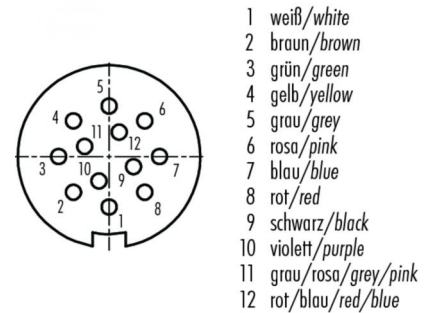 1 weiß/white
2 braun/brown
3 grün/green
4 gelb/yellow
5 grau/grey
6 rosa/pink
7 blau/blue
8 rot/red
9 schwarz/black
10 violett/purple
11 grau/rosa/grey/pink
12 rot/blau/red/blue
5
4 6
11 12
3 10 9 7
2 8
1